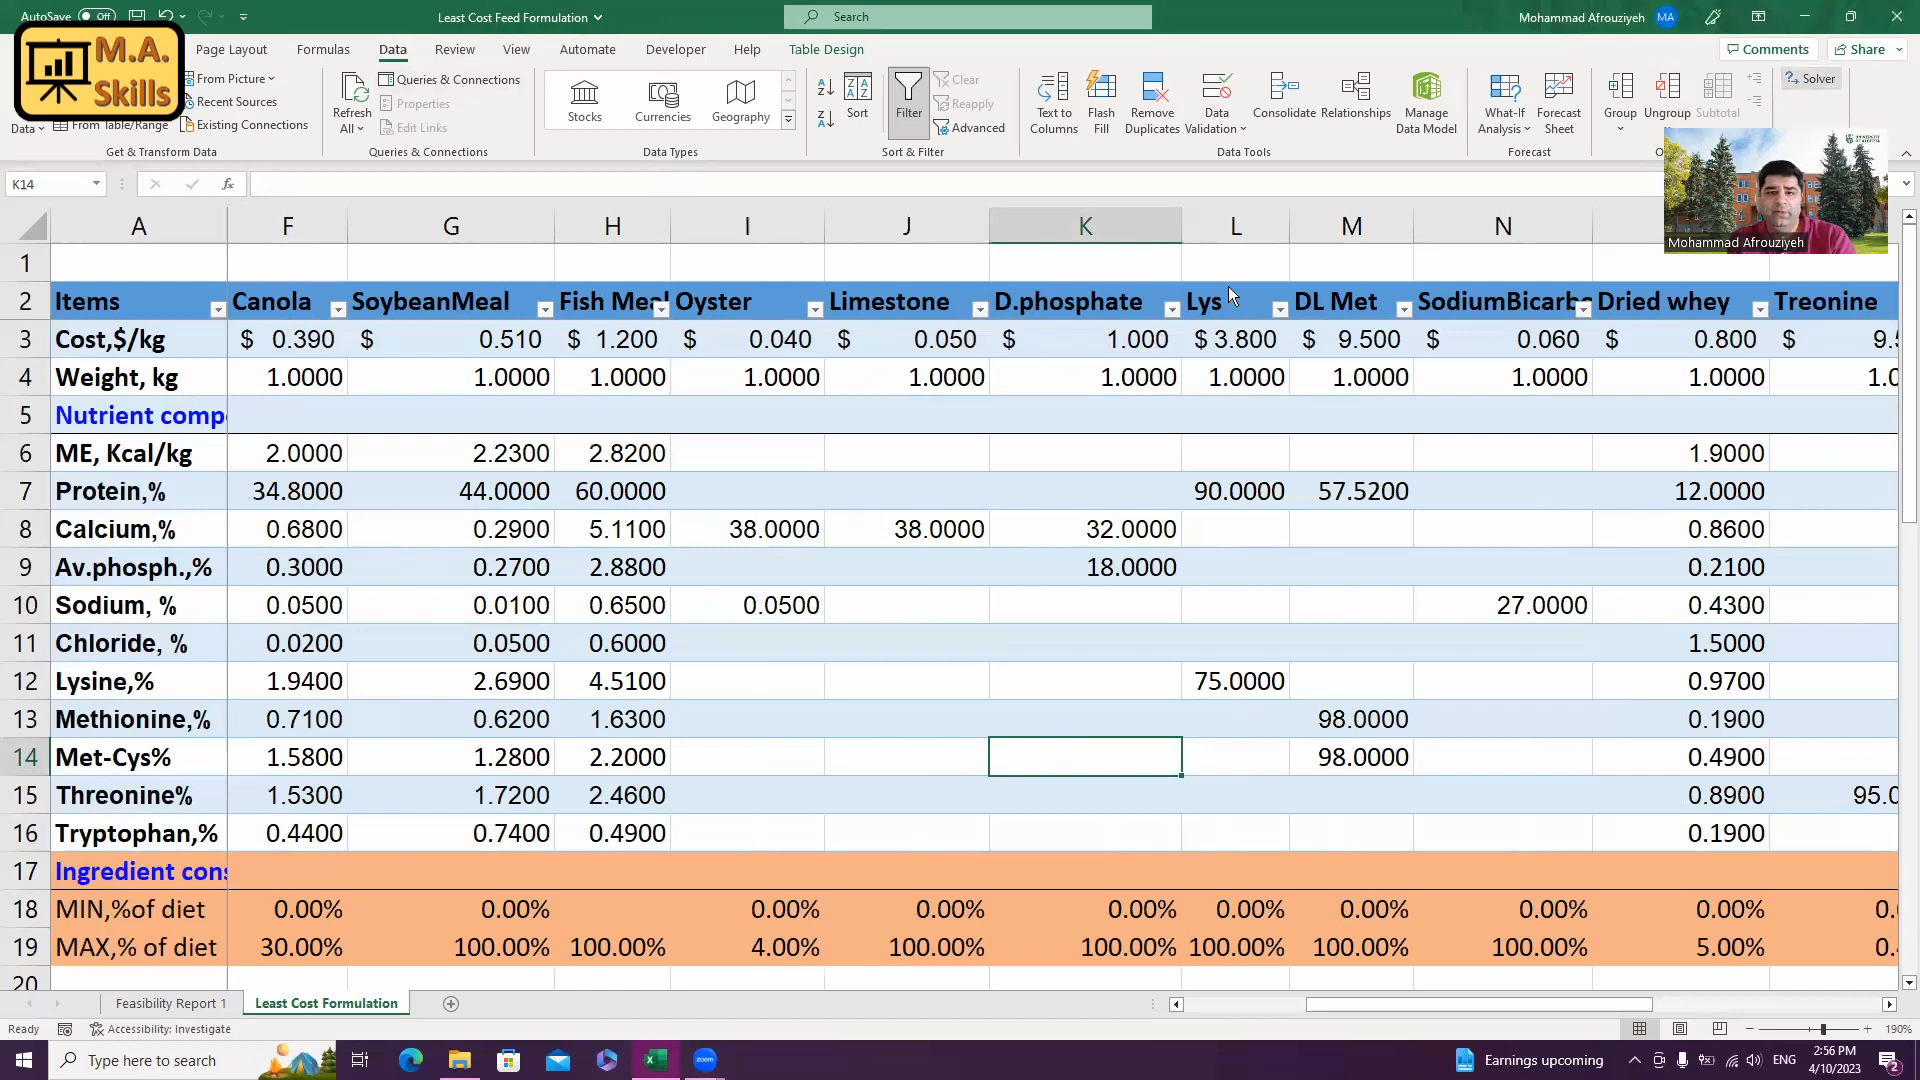 AutoSave Off
Least Cost Feed Formulation
Search
Mohammad Afrouziyeh MA
M.A. Skills
Page Layout Formulas Data Review View Automate Developer Help Table Design Comments Share
From Picture
Recent Sources
Existing Connections
From Table/Range
Data
Get & Transform Data
Refresh All
Queries & Connections
Properties
Edit Links
Queries & Connections
Stocks Currencies Geography
Data Types
Sort Filter Clear Reapply Advanced
Sort & Filter
Text to Columns Flash Fill Remove Duplicates Data Validation Consolidate Relationships Manage Data Model
Data Tools
What-If Analysis Forecast Sheet
Forecast
Group Ungroup Subtotal
Solver
Mohammad Afrouziyeh
K14 fx
A F G H I J K L M N
1
2 Items Canola SoybeanMeal Fish Meal Oyster Limestone D.phosphate Lys DL Met SodiumBicarbo Dried whey Treonine
3 Cost,$/kg $ 0.390 $ 0.510 $ 1.200 $ 0.040 $ 0.050 $ 1.000 $ 3.800 $ 9.500 $ 0.060 $ 0.800 $ 9.5
4 Weight, kg 1.0000 1.0000 1.0000 1.0000 1.0000 1.0000 1.0000 1.0000 1.0000 1.0000 1.0
5 Nutrient comp
6 ME, Kcal/kg 2.0000 2.2300 2.8200 1.9000
7 Protein,% 34.8000 44.0000 60.0000 90.0000 57.5200 12.0000
8 Calcium,% 0.6800 0.2900 5.1100 38.0000 38.0000 32.0000 0.8600
9 Av.phosph.,% 0.3000 0.2700 2.8800 18.0000 0.2100
10 Sodium, % 0.0500 0.0100 0.6500 0.0500 27.0000 0.4300
11 Chloride, % 0.0200 0.0500 0.6000 1.5000
12 Lysine,% 1.9400 2.6900 4.5100 75.0000 0.9700
13 Methionine,% 0.7100 0.6200 1.6300 98.0000 0.1900
14 Met-Cys% 1.5800 1.2800 2.2000 98.0000 0.4900
15 Threonine% 1.5300 1.7200 2.4600 0.8900 95.0
16 Tryptophan,% 0.4400 0.7400 0.4900 0.1900
17 Ingredient cons
18 MIN,%of diet 0.00% 0.00% 0.00% 0.00% 0.00% 0.00% 0.00% 0.00% 0.00% 0.
19 MAX,% of diet 30.00% 100.00% 100.00% 4.00% 100.00% 100.00% 100.00% 100.00% 100.00% 5.00% 0.
20
Feasibility Report 1 Least Cost Formulation
Ready Accessibility: Investigate 190%
Type here to search
zoom
Earnings upcoming
ENG
2:56 PM
4/10/2023
2